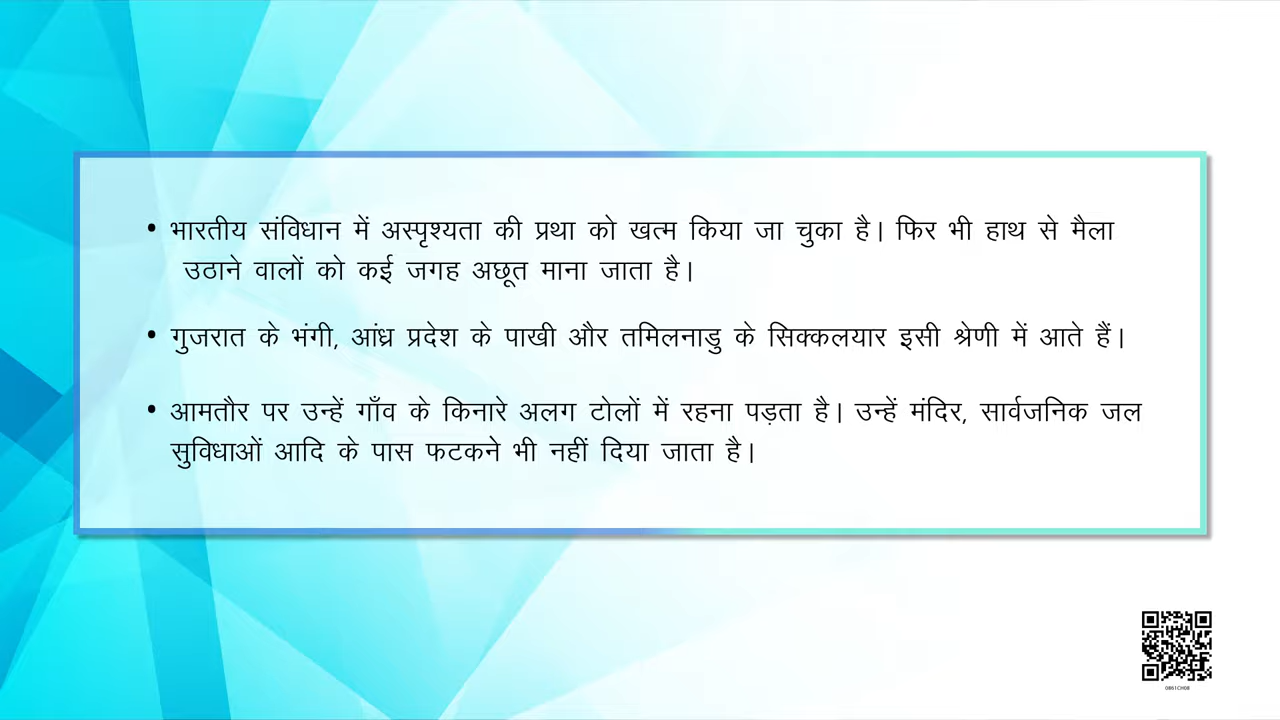 • भारतीय संविधान में अस्पृश्यता की प्रथा को खत्म किया जा चुका है। फिर भी हाथ से मैला
उठाने वालों को कई जगह अछूत माना जाता है।
• गुजरात के भंगी, आंध्र प्रदेश के पाखी और तमिलनाडु के सिक्कलयार इसी श्रेणी में आते हैं।
• आमतौर पर उन्हें गाँव के किनारे अलग टोलों में रहना पड़ता है। उन्हें मंदिर, सार्वजनिक जल
सुविधाओं आदि के पास फटकने भी नहीं दिया जाता है।
0861CH08